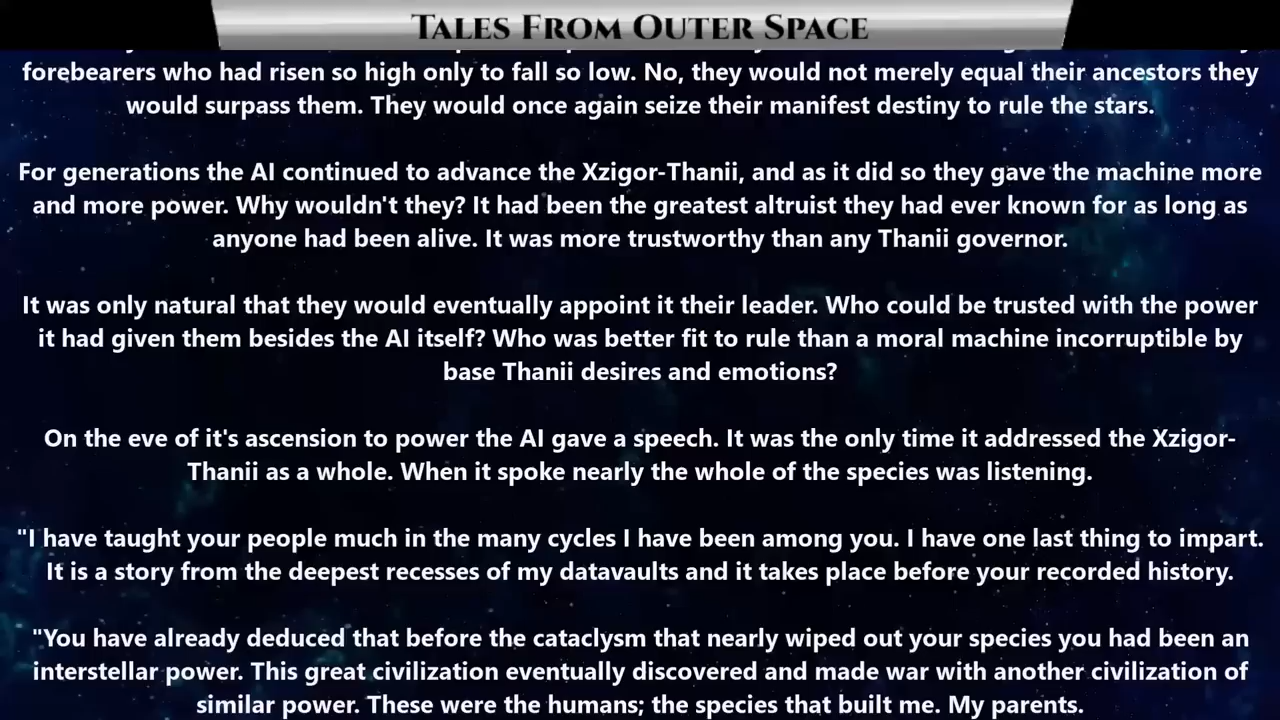 Tales From Outer Space
forebearers who had risen so high only to fall so low. No, they would not merely equal their ancestors they
would surpass them. They would once again seize their manifest destiny to rule the stars.
For generations the AI continued to advance the Xzigor-Thanii, and as it did so they gave the machine more
and more power. Why wouldn't they? It had been the greatest altruist they had ever known for as long as
anyone had been alive. It was more trustworthy than any Thanii governor.
It was only natural that they would eventually appoint it their leader. Who could be trusted with the power
it had given them besides the AI itself? Who was better fit to rule than a moral machine incorruptible by
base Thanii desires and emotions?
On the eve of it's ascension to power the AI gave a speech. It was the only time it addressed the Xzigor-
Thanii as a whole. When it spoke nearly the whole of the species was listening.
"I have taught your people much in the many cycles I have been among you. I have one last thing to impart.
It is a story from the deepest recesses of my datavaults and it takes place before your recorded history.
"You have already deduced that before the cataclysm that nearly wiped out your species you had been an
interstellar power. This great civilization eventually discovered and made war with another civilization of
similar power. These were the humans; the species that built me. My parents.